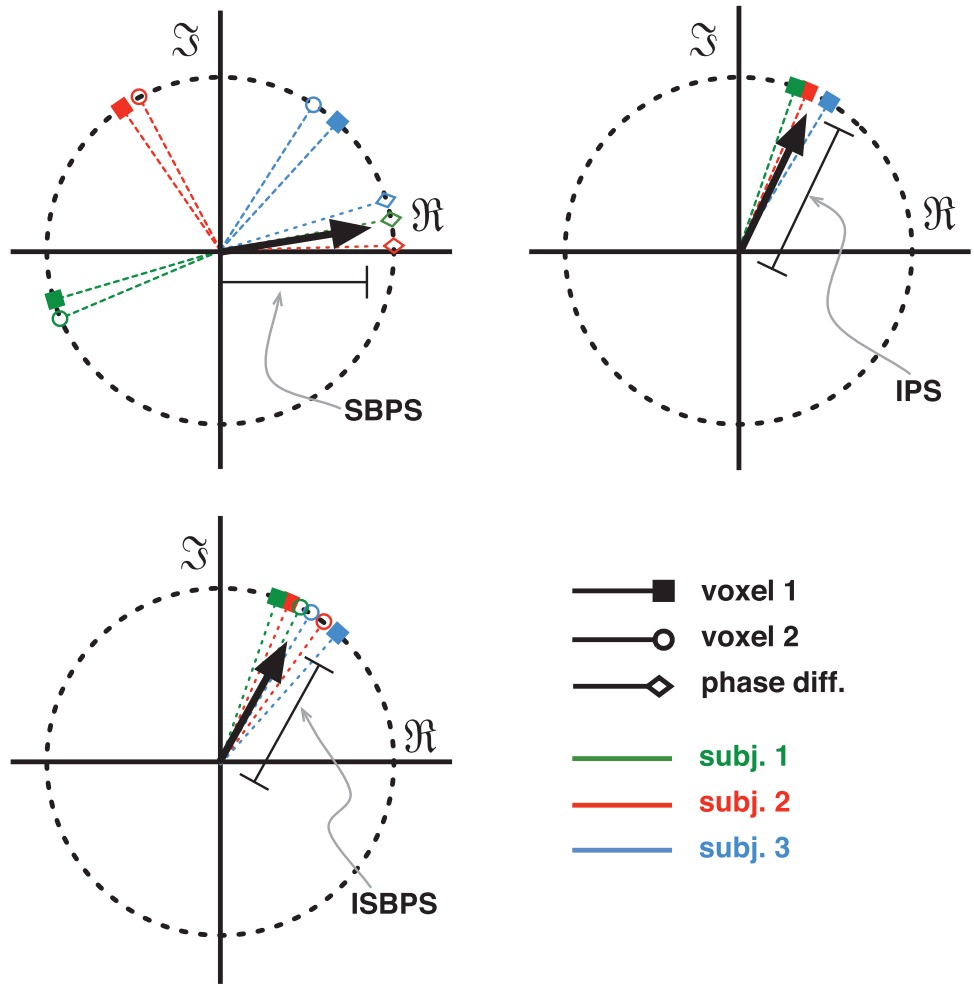 ℑ
ℜ
SBPS
ℑ
ℜ
IPS
ℑ
ℜ
ISBPS
voxel 1
voxel 2
phase diff.
subj. 1
subj. 2
subj. 3